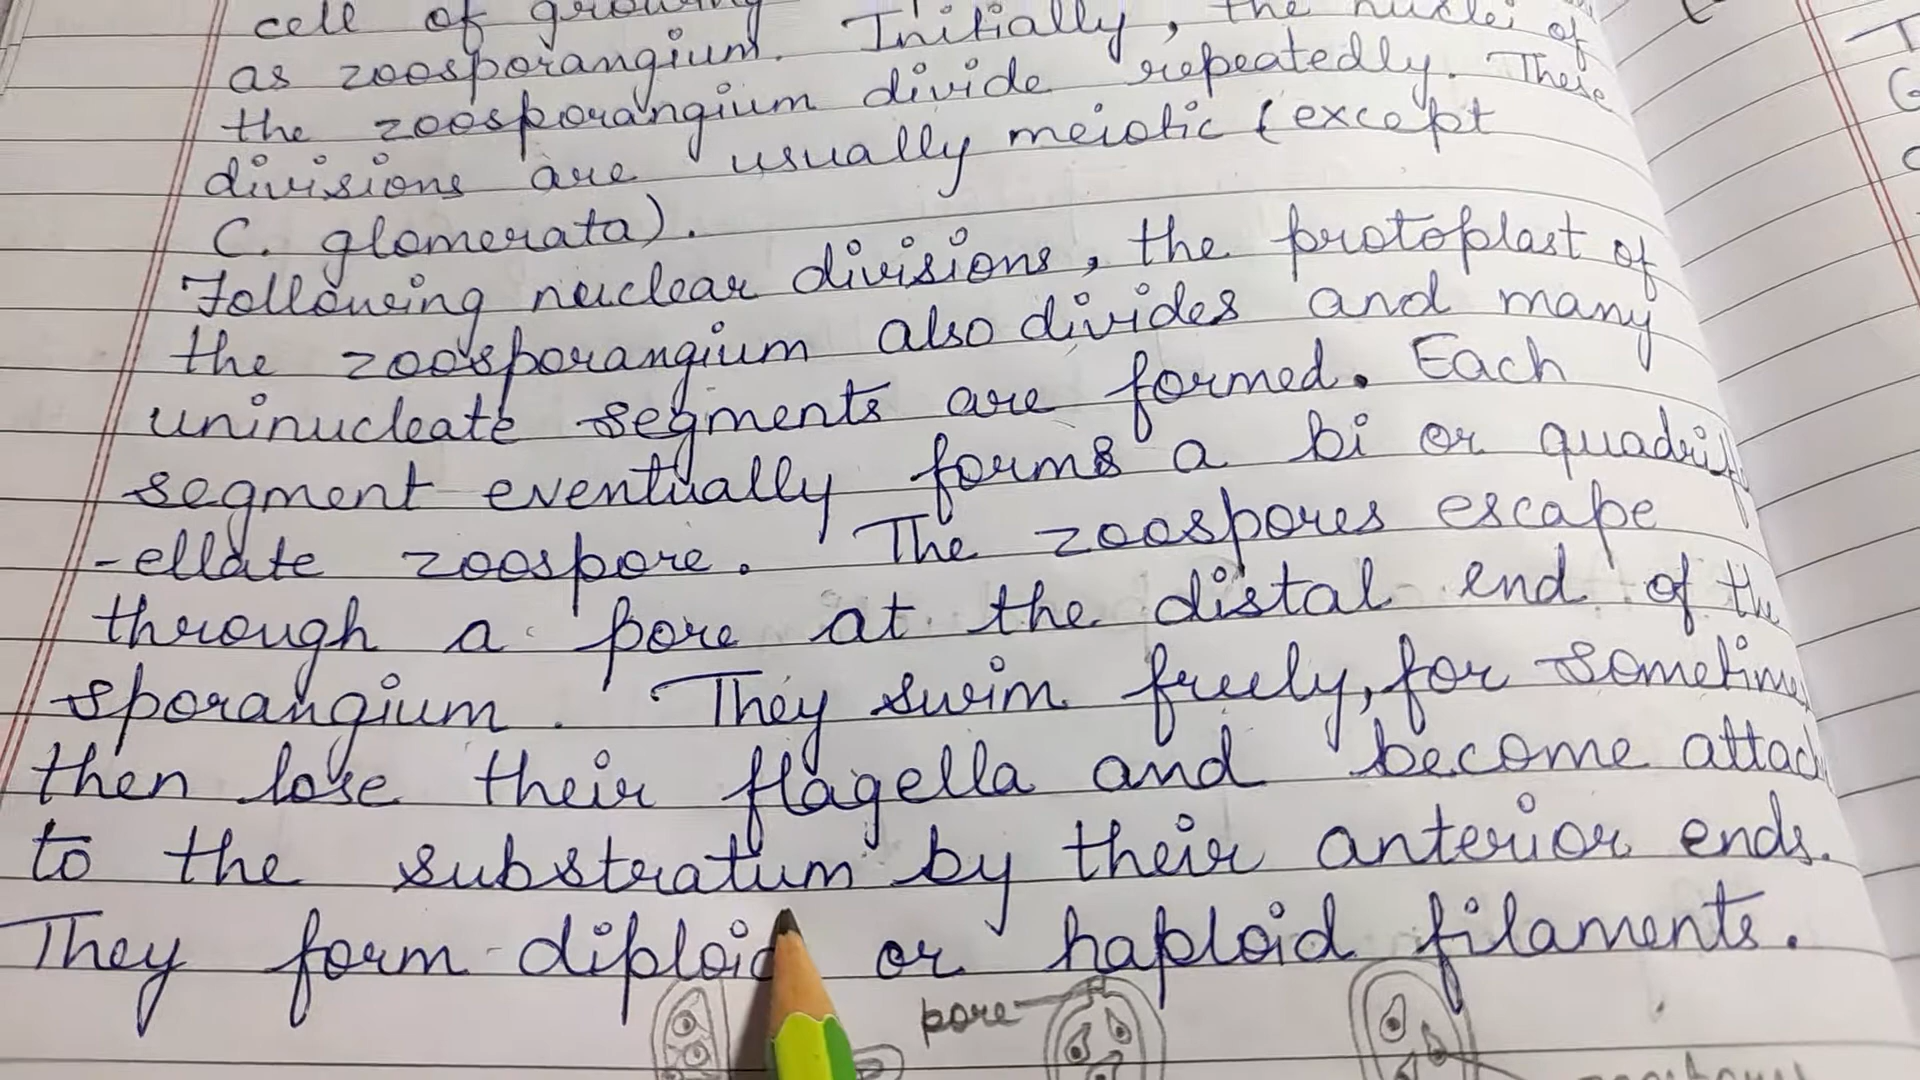 cell of growing
as zoosporangium. Initially, the nuclei of
the zoosporangium divide repeatedly. These
divisions are usually meiotic (except
C. glomerata).
Following nuclear divisions, the protoplast of
the zoosporangium also divides and many
uninucleate segments are formed. Each
segment eventually forms a bi or quadrifl
-ellate zoospore. The zoospores escape
through a pore at the distal end of the
sporangium. They swim freely, for sometime
then lose their flagella and become attac
to the substratum by their anterior ends.
They form diploid or haploid filaments.
pore